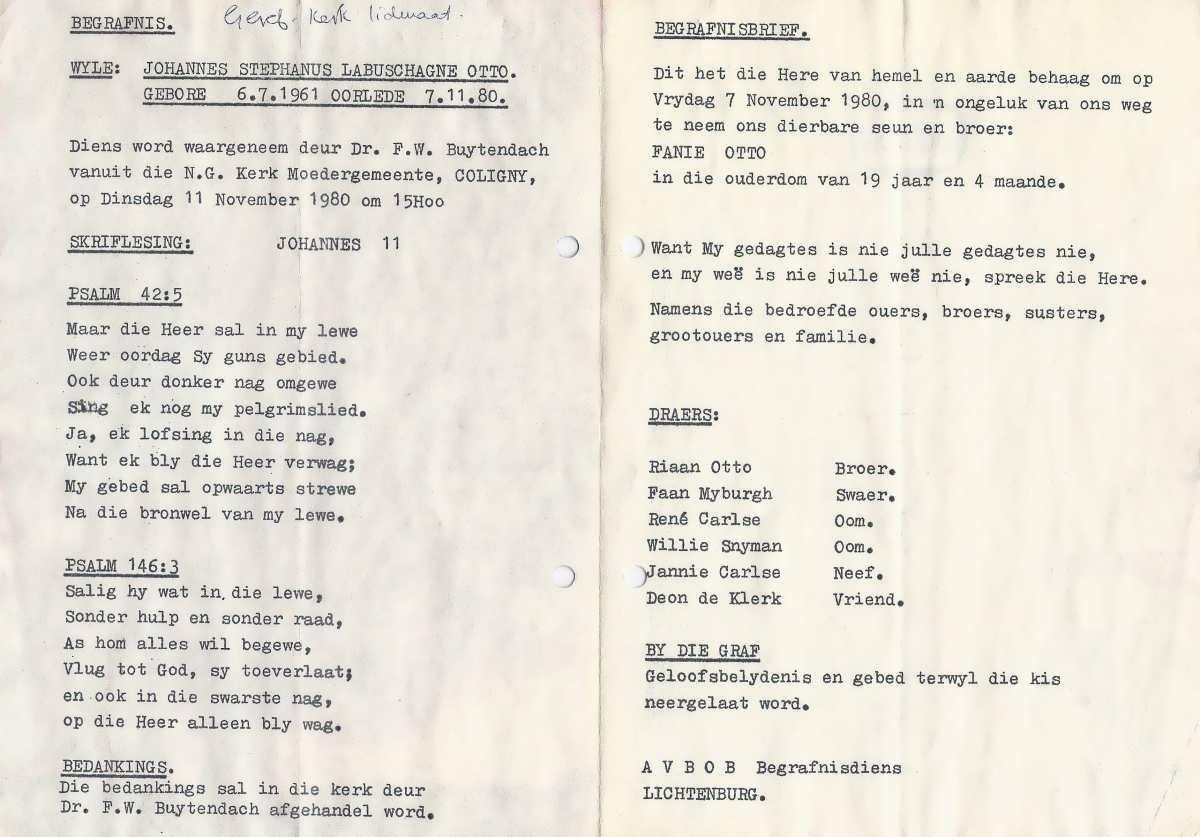 BEGRAFNIS.
Geref. Kerk lidmaat.
WYLE: JOHANNES STEPHANUS LABUSCHAGNE OTTO.
GEBORE 6.7.1961 OORLEDE 7.11.80.
Diens word waargeneem deur Dr. F.W. Buytendach
vanuit die N.G. Kerk Moedergemeente, COLIGNY,
op Dinsdag 11 November 1980 om 15Hoo
SKRIFLESING: JOHANNES 11
PSALM 42:5
Maar die Heer sal in my lewe
Weer oordag Sy guns gebied.
Ook deur donker nag omgewe
Sing ek nog my pelgrimslied.
Ja, ek lofsing in die nag,
Want ek bly die Heer verwag;
My gebed sal opwaarts strewe
Na die bronwel van my lewe.
PSALM 146:3
Salig hy wat in die lewe,
Sonder hulp en sonder raad,
As hom alles wil begewe,
Vlug tot God, sy toeverlaat;
en ook in die swarste nag,
op die Heer alleen bly wag.
BEDANKINGS.
Die bedankings sal in die kerk deur
Dr. F.W. Buytendach afgehandel word.
BEGRAFNISBRIEF.
Dit het die Here van hemel en aarde behaag om op
Vrydag 7 November 1980, in 'n ongeluk van ons weg
te neem ons dierbare seun en broer:
FANIE OTTO
in die ouderdom van 19 jaar en 4 maande.
Want My gedagtes is nie julle gedagtes nie,
en my weë is nie julle weë nie, spreek die Here.
Namens die bedroefde ouers, broers, susters,
grootouers en familie.
DRAERS:
Riaan Otto Broer.
Faan Myburgh Swaer.
René Carlse Oom.
Willie Snyman Oom.
Jannie Carlse Neef.
Deon de Klerk Vriend.
BY DIE GRAF
Geloofsbelydenis en gebed terwyl die kis
neergelaat word.
A V B O B Begrafnisdiens
LICHTENBURG.